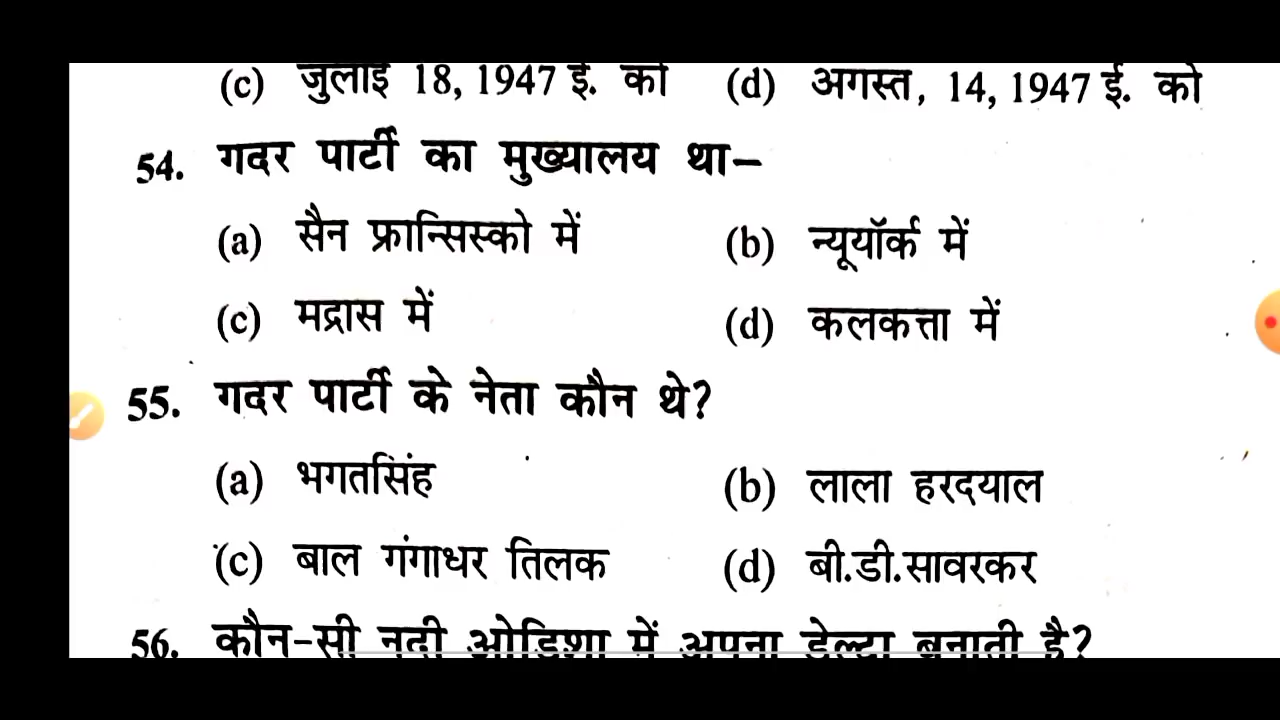 (c) जुलाई 18, 1947 ई. को (d) अगस्त, 14, 1947 ई. को
54. गदर पार्टी का मुख्यालय था–
(a) सैन फ्रान्सिस्को में (b) न्यूयॉर्क में
(c) मद्रास में (d) कलकत्ता में
55. गदर पार्टी के नेता कौन थे?
(a) भगतसिंह (b) लाला हरदयाल
(c) बाल गंगाधर तिलक (d) बी.डी.सावरकर
56. कौन-सी नदी ओडिशा में अपना डेल्टा बनाती है?